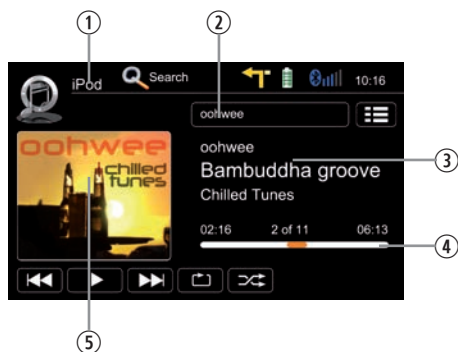 1 2
iPod Search 10:16
oohwee
oohwee
chilled
tunes
oohwee
Bambuddha groove
Chilled Tunes
02:16 2 of 11 06:13
3
4
5